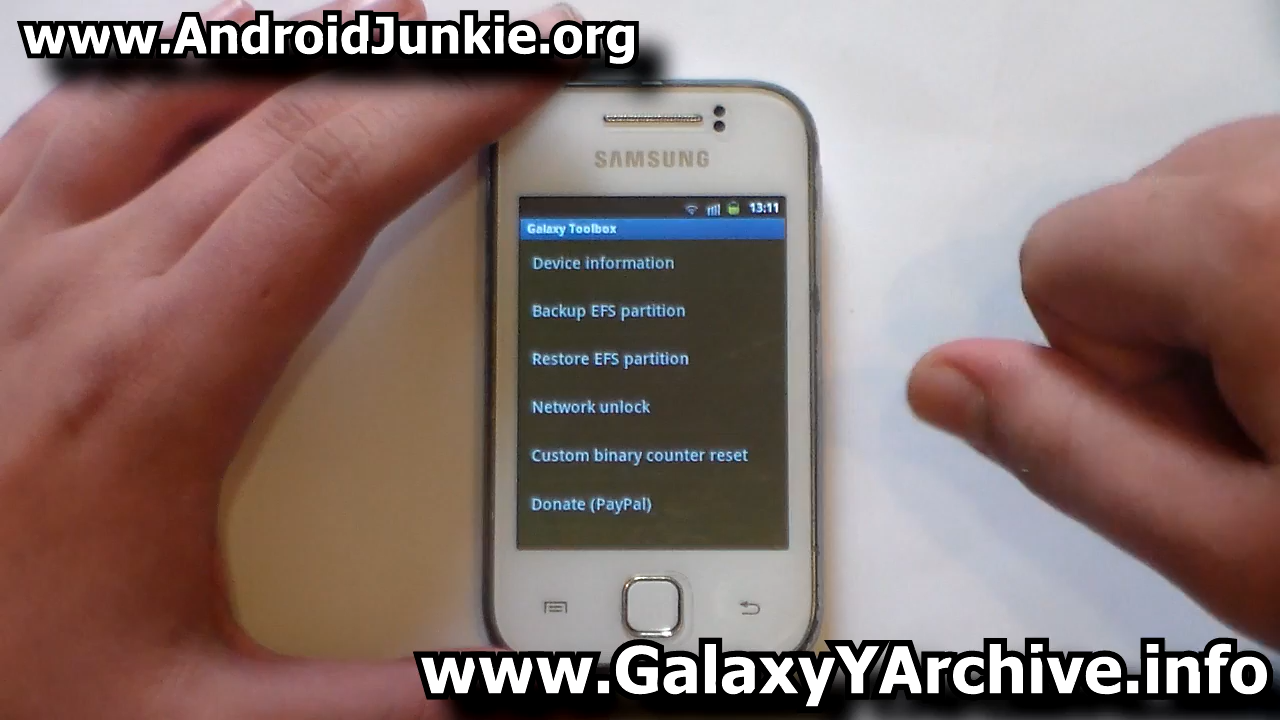 www.AndroidJunkie.org
SAMSUNG
13:11
Galaxy Toolbox
Device information
Backup EFS partition
Restore EFS partition
Network unlock
Custom binary counter reset
Donate (PayPal)
www.GalaxyYArchive.info